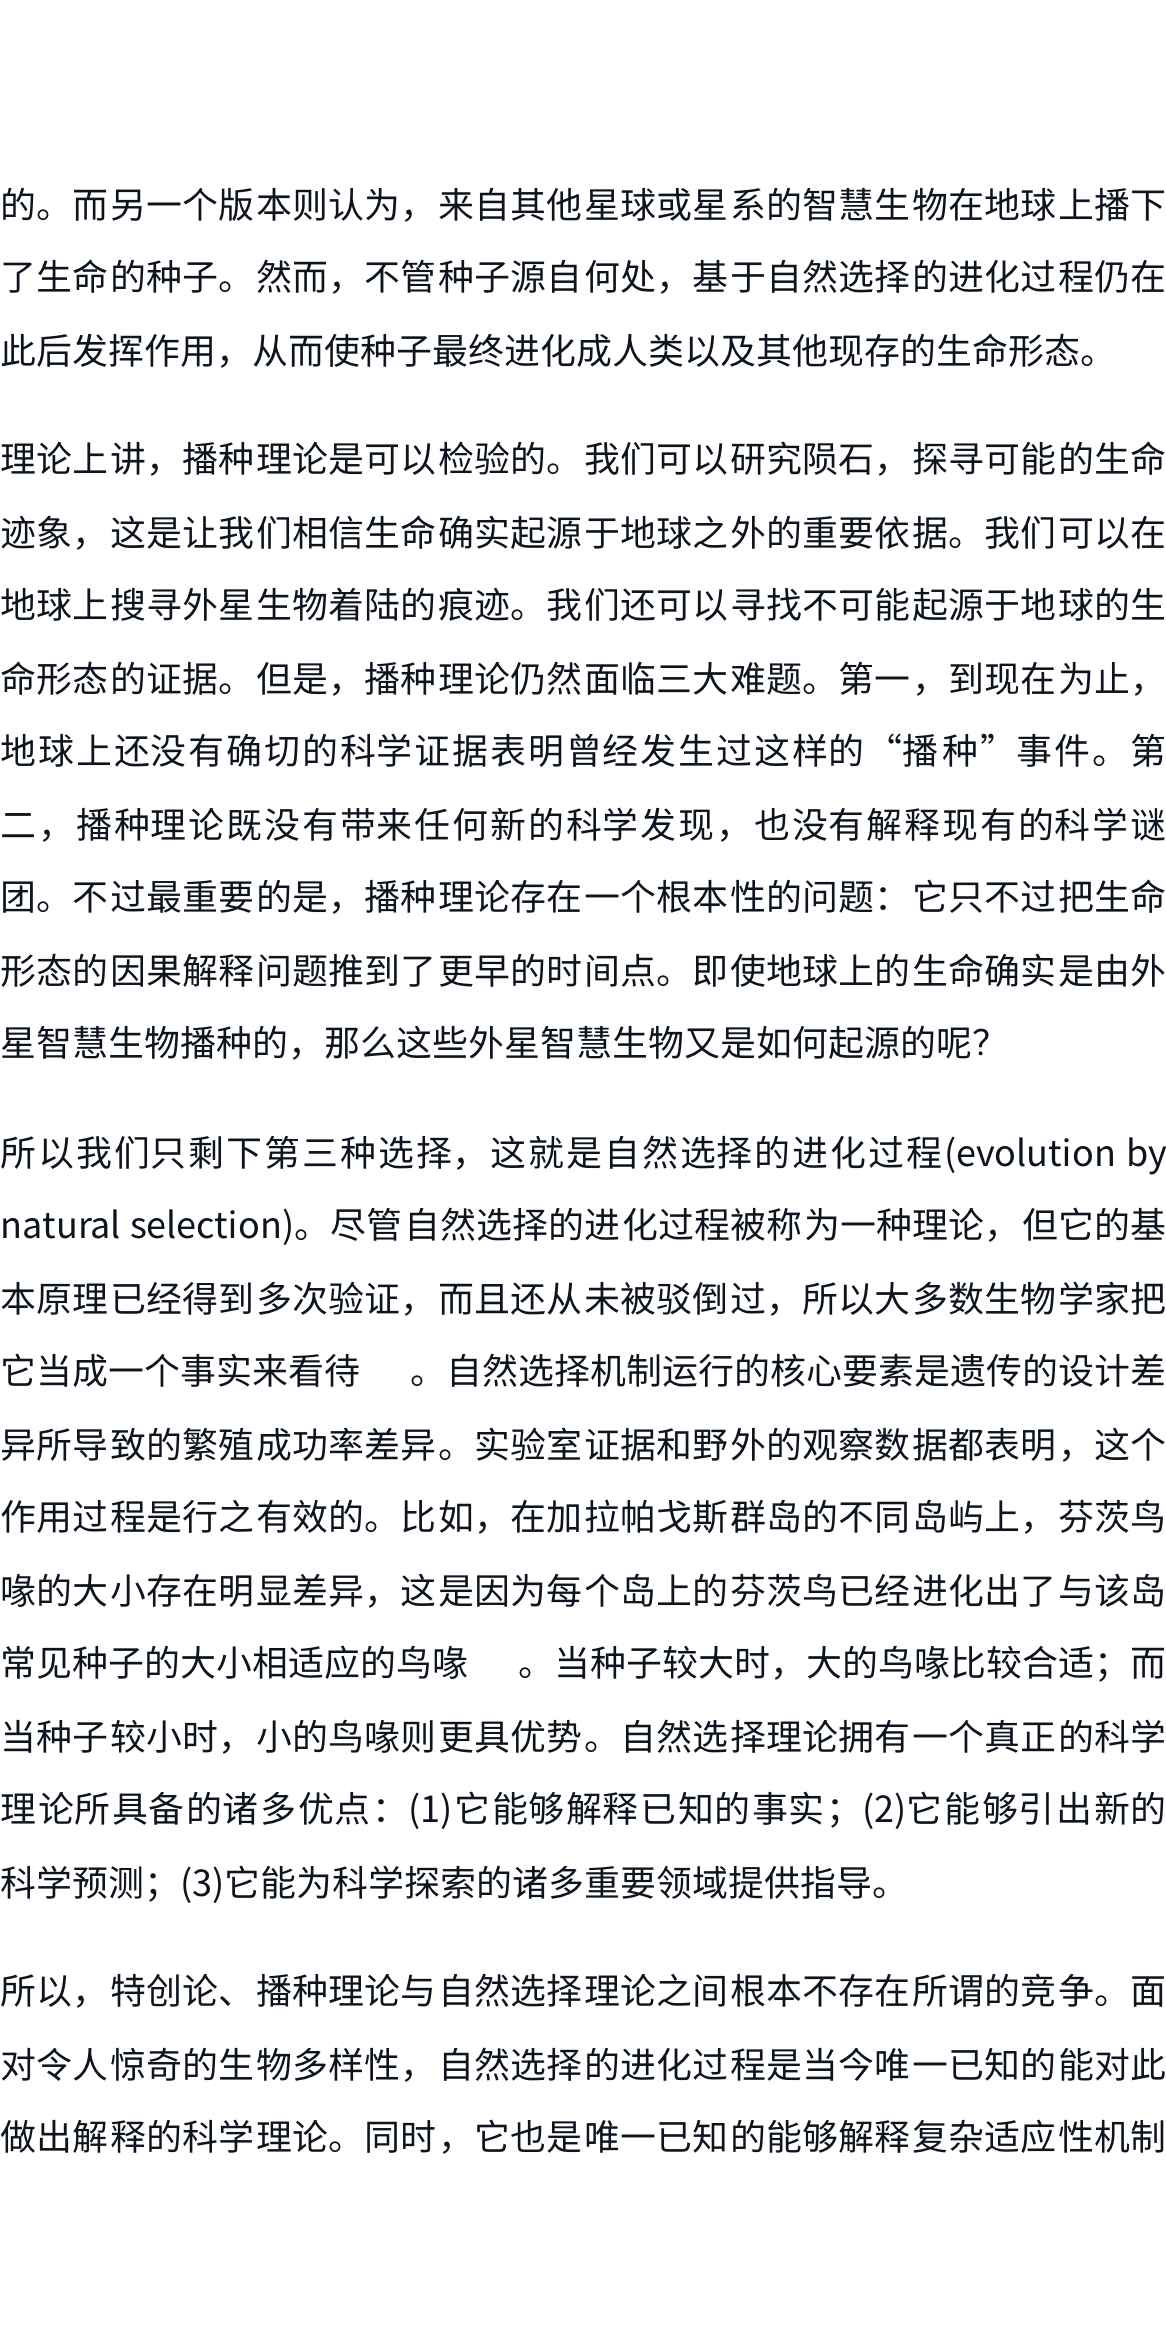 的。而另一个版本则认为，来自其他星球或星系的智慧生物在地球上播下
了生命的种子。然而，不管种子源自何处，基于自然选择的进化过程仍在
此后发挥作用，从而使种子最终进化成人类以及其他现存的生命形态。
理论上讲，播种理论是可以检验的。我们可以研究陨石，探寻可能的生命
迹象，这是让我们相信生命确实起源于地球之外的重要依据。我们可以在
地球上搜寻外星生物着陆的痕迹。我们还可以寻找不可能起源于地球的生
命形态的证据。但是，播种理论仍然面临三大难题。第一，到现在为止，
地球上还没有确切的科学证据表明曾经发生过这样的“播种”事件。第
二，播种理论既没有带来任何新的科学发现，也没有解释现有的科学谜
团。不过最重要的是，播种理论存在一个根本性的问题：它只不过把生命
形态的因果解释问题推到了更早的时间点。即使地球上的生命确实是由外
星智慧生物播种的，那么这些外星智慧生物又是如何起源的呢？
所以我们只剩下第三种选择，这就是自然选择的进化过程(evolution by
natural selection)。尽管自然选择的进化过程被称为一种理论，但它的基
本原理已经得到多次验证，而且还从未被驳倒过，所以大多数生物学家把
它当成一个事实来看待 。自然选择机制运行的核心要素是遗传的设计差
异所导致的繁殖成功率差异。实验室证据和野外的观察数据都表明，这个
作用过程是行之有效的。比如，在加拉帕戈斯群岛的不同岛屿上，芬茨鸟
喙的大小存在明显差异，这是因为每个岛上的芬茨鸟已经进化出了与该岛
常见种子的大小相适应的鸟喙 。当种子较大时，大的鸟喙比较合适；而
当种子较小时，小的鸟喙则更具优势。自然选择理论拥有一个真正的科学
理论所具备的诸多优点：(1)它能够解释已知的事实；(2)它能够引出新的
科学预测；(3)它能为科学探索的诸多重要领域提供指导。
所以，特创论、播种理论与自然选择理论之间根本不存在所谓的竞争。面
对令人惊奇的生物多样性，自然选择的进化过程是当今唯一已知的能对此
做出解释的科学理论。同时，它也是唯一已知的能够解释复杂适应性机制